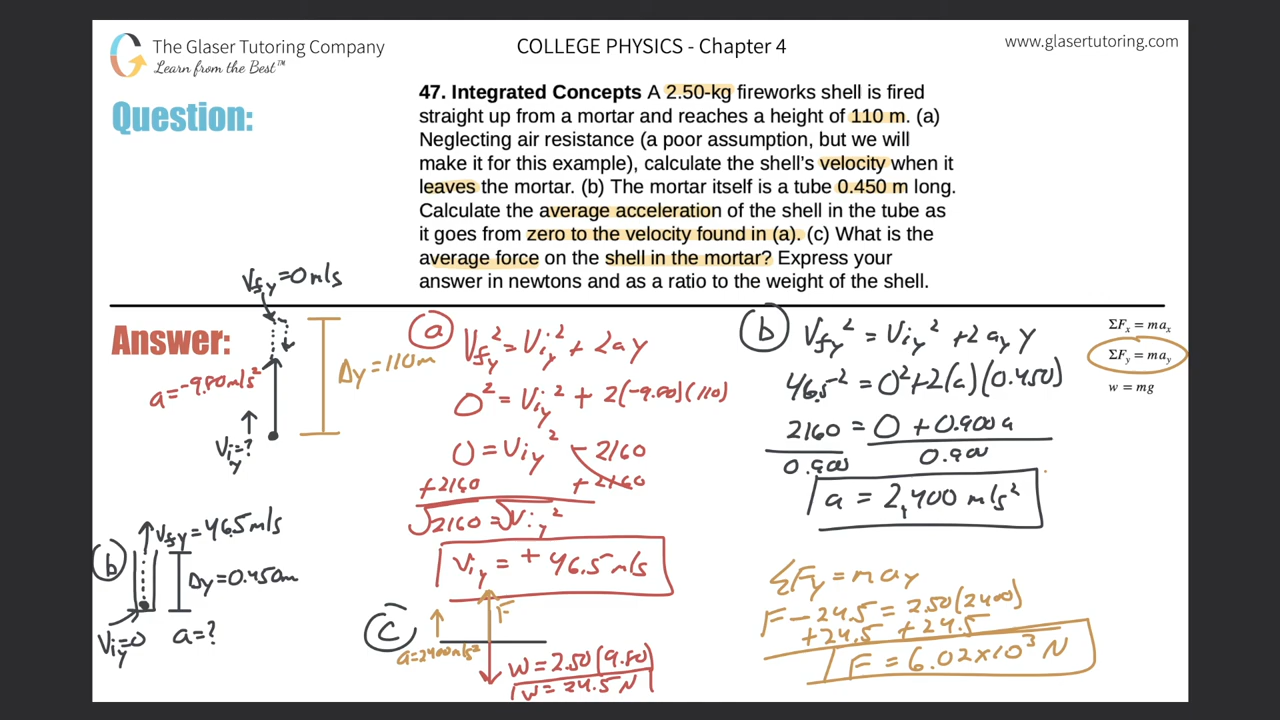 The Glaser Tutoring Company
Learn from the Best™
COLLEGE PHYSICS - Chapter 4
www.glasertutoring.com
Question:
47. Integrated Concepts A 2.50-kg fireworks shell is fired
straight up from a mortar and reaches a height of 110 m. (a)
Neglecting air resistance (a poor assumption, but we will
make it for this example), calculate the shell's velocity when it
leaves the mortar. (b) The mortar itself is a tube 0.450 m long.
Calculate the average acceleration of the shell in the tube as
it goes from zero to the velocity found in (a). (c) What is the
average force on the shell in the mortar? Express your
answer in newtons and as a ratio to the weight of the shell.
Answer:
Vfy = 0 m/s
a = -9.80 m/s²
Δy = 110 m
Viy = ?
b
Vfy = 46.5 m/s
Δy = 0.450 m
Viy = 0
a = ?
a
Vfy² = Viy² + 2ay
0² = Viy² + 2(-9.80)(110)
0 = Viy² - 2160
+2160 +2160
√2160 = √Viy²
Viy = +46.5 m/s
c
F
a = 2400 m/s²
W = 2.50(9.80)
W = 24.5 N
b
Vfy² = Viy² + 2ay y
46.5² = 0² + 2(a)(0.450)
2160 = 0 + 0.900a
0.900 0.900
a = 2,400 m/s²
ΣFy = may
F - 24.5 = 2.50(2400)
+24.5 +24.5
F = 6.02x10³ N
ΣFx = max
ΣFy = may
w = mg